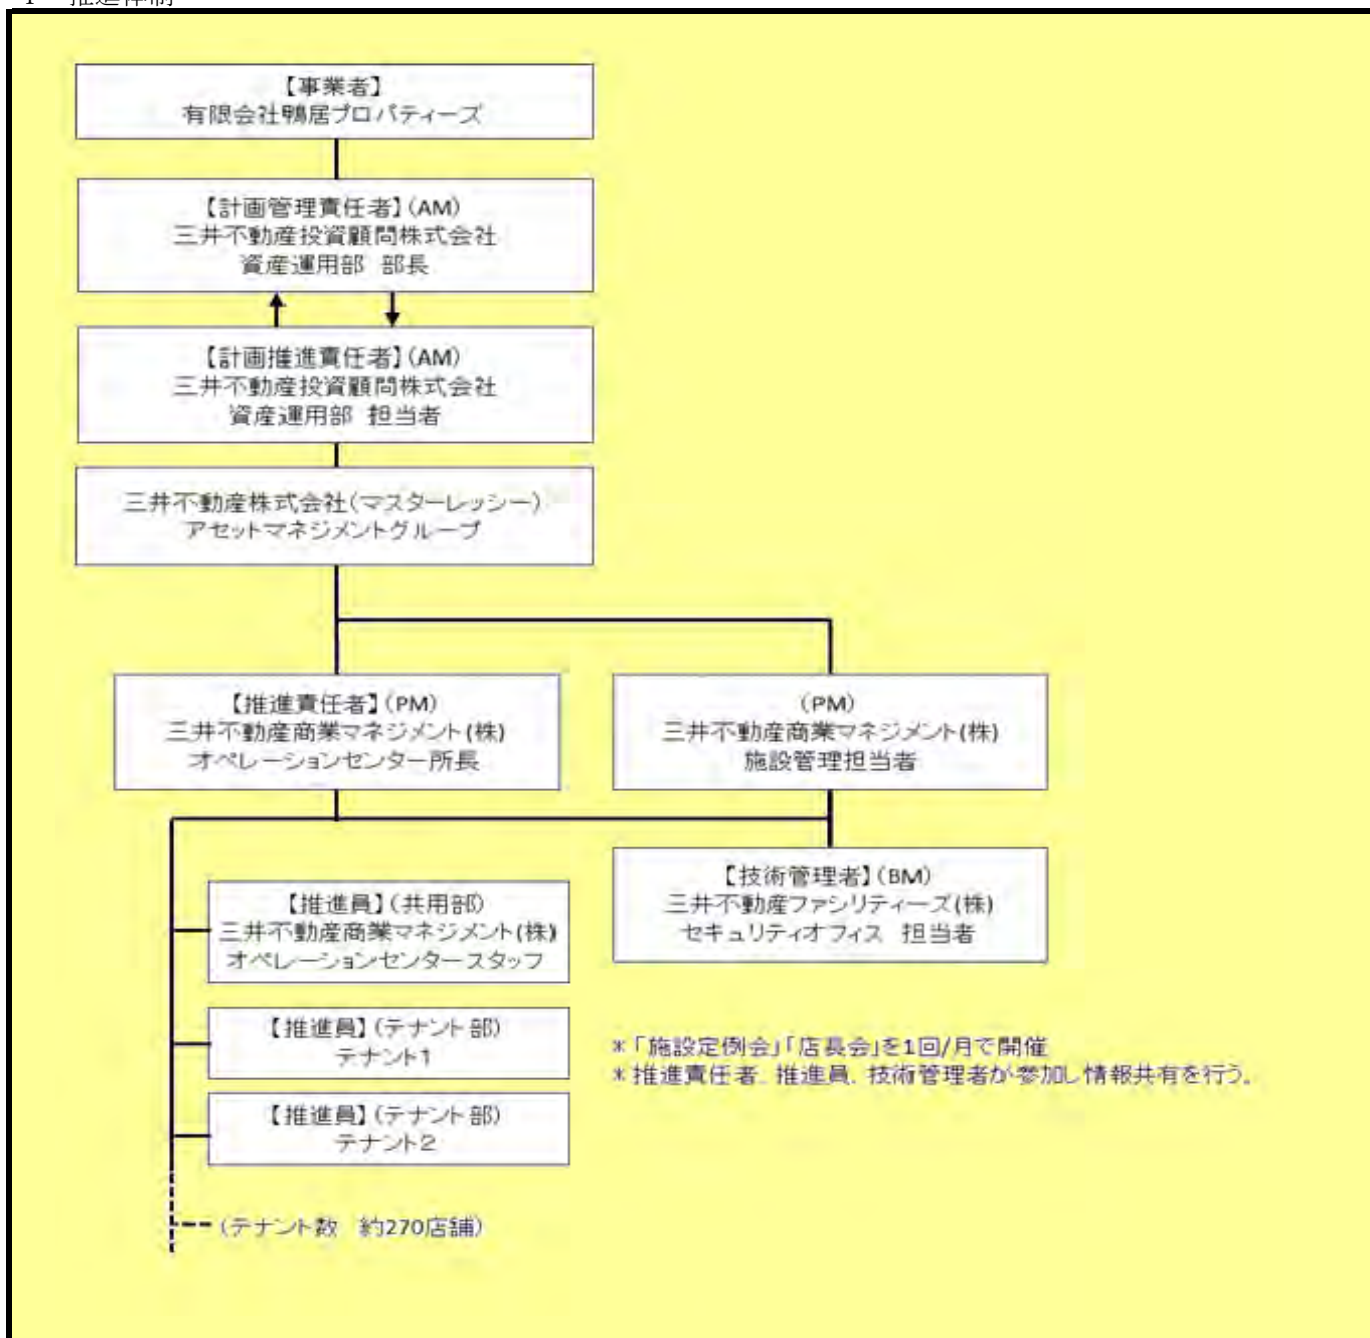 推進体制
【事業者】
有限会社鴨居プロパティーズ
【計画管理責任者】(AM)
三井不動産投資顧問株式会社
資産運用部 部長
【計画推進責任者】(AM)
三井不動産投資顧問株式会社
資産運用部 担当者
三井不動産株式会社(マスターレッシー)
アセットマネジメントグループ
【推進責任者】(PM)
三井不動産商業マネジメント(株)
オペレーションセンター所長
(PM)
三井不動産商業マネジメント(株)
施設管理担当者
【技術管理者】(BM)
三井不動産ファシリティーズ(株)
セキュリティオフィス 担当者
【推進員】(共用部)
三井不動産商業マネジメント(株)
オペレーションセンタースタッフ
【推進員】(テナント部)
テナント1
【推進員】(テナント部)
テナント2
(テナント数 約270店舗)
*「施設定例会」「店長会」を1回/月で開催
*推進責任者、推進員、技術管理者が参加し情報共有を行う。